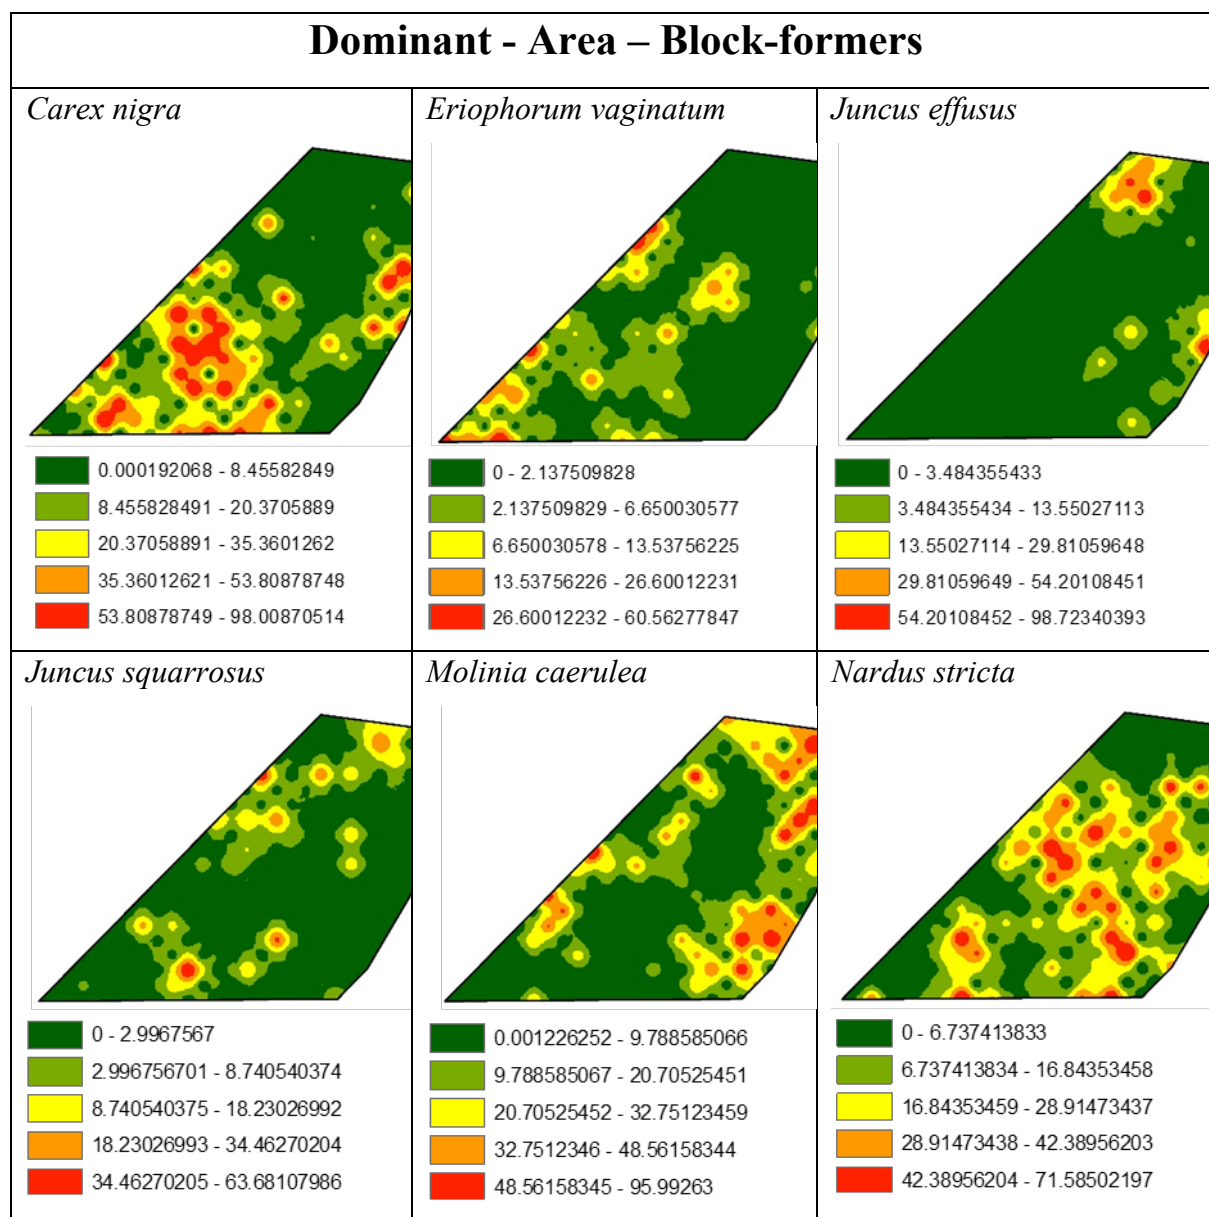 Dominant - Area – Block-formers
Carex nigra
Eriophorum vaginatum
Juncus effusus
0.000192068 - 8.45582849
8.455828491 - 20.3705889
20.37058891 - 35.3601262
35.36012621 - 53.80878748
53.80878749 - 98.00870514
0 - 2.137509828
2.137509829 - 6.650030577
6.650030578 - 13.53756225
13.53756226 - 26.60012231
26.60012232 - 60.56277847
0 - 3.484355433
3.484355434 - 13.55027113
13.55027114 - 29.81059648
29.81059649 - 54.20108451
54.20108452 - 98.72340393
Juncus squarrosus
Molinia caerulea
Nardus stricta
0 - 2.9967567
2.996756701 - 8.740540374
8.740540375 - 18.23026992
18.23026993 - 34.46270204
34.46270205 - 63.68107986
0.001226252 - 9.788585066
9.788585067 - 20.70525451
20.70525452 - 32.75123459
32.7512346 - 48.56158344
48.56158345 - 95.99263
0 - 6.737413833
6.737413834 - 16.84353458
16.84353459 - 28.91473437
28.91473438 - 42.38956203
42.38956204 - 71.58502197